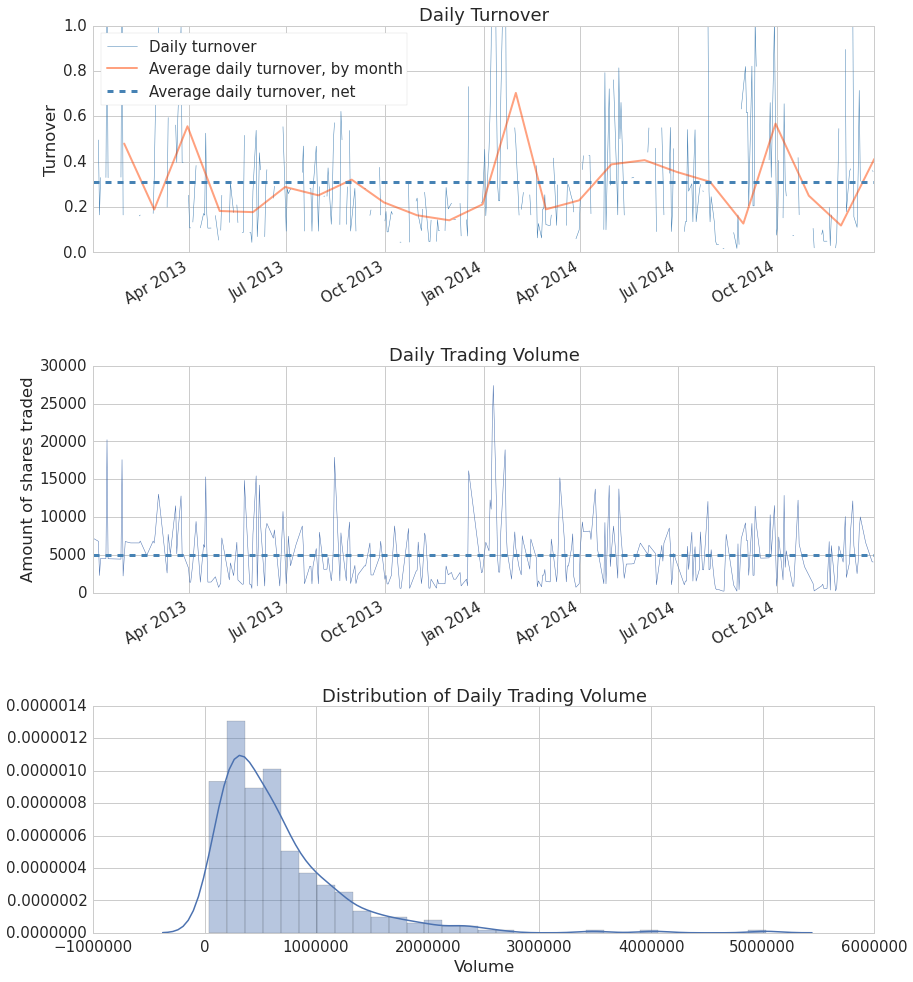 Daily Turnover
1.0
0.8
0.6
0.4
0.2
0.0
Turnover
Daily turnover
Average daily turnover, by month
Average daily turnover, net
Apr 2013
Jul 2013
Oct 2013
Jan 2014
Apr 2014
Jul 2014
Oct 2014
Daily Trading Volume
30000
25000
20000
15000
10000
5000
0
Amount of shares traded
Apr 2013
Jul 2013
Oct 2013
Jan 2014
Apr 2014
Jul 2014
Oct 2014
Distribution of Daily Trading Volume
0.0000014
0.0000012
0.0000010
0.0000008
0.0000006
0.0000004
0.0000002
0.0000000
−1000000 0 1000000 2000000 3000000 4000000 5000000 6000000
Volume